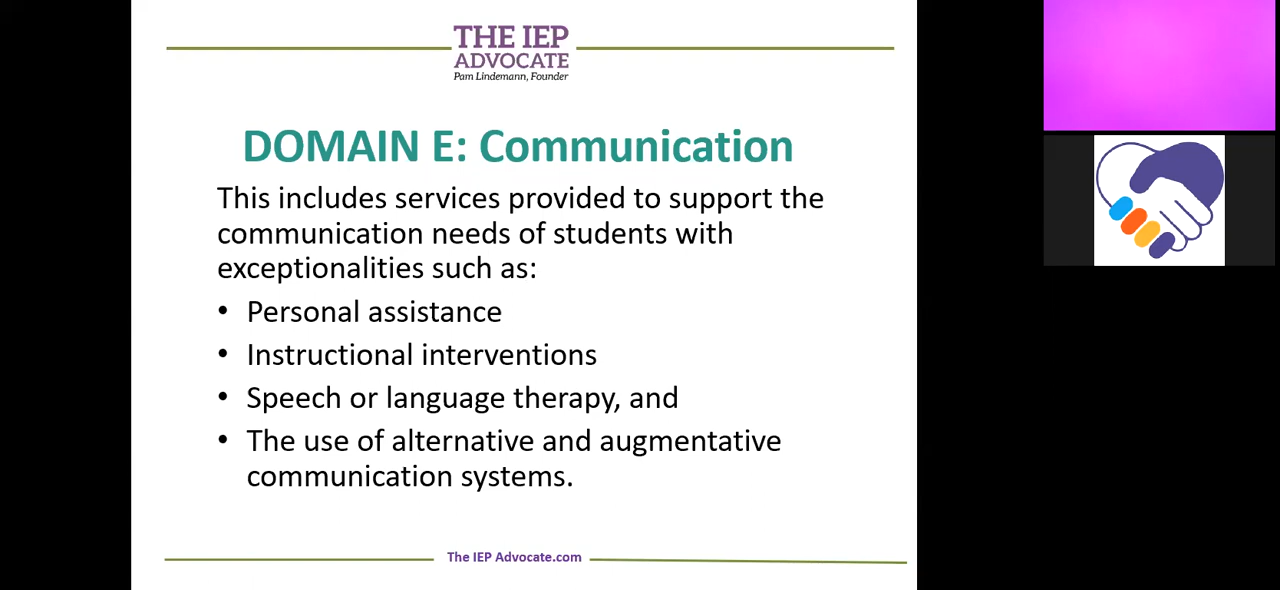 THE IEP
ADVOCATE
Pam Lindemann, Founder
DOMAIN E: Communication
This includes services provided to support the
communication needs of students with
exceptionalities such as:
• Personal assistance
• Instructional interventions
• Speech or language therapy, and
• The use of alternative and augmentative
communication systems.
The IEP Advocate.com